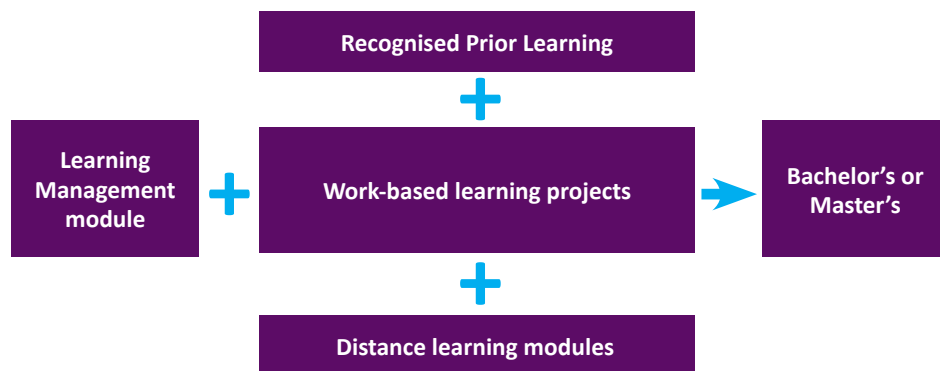 Recognised Prior Learning
Learning
Management
module
Work-based learning projects
Bachelor’s or
Master’s
Distance learning modules